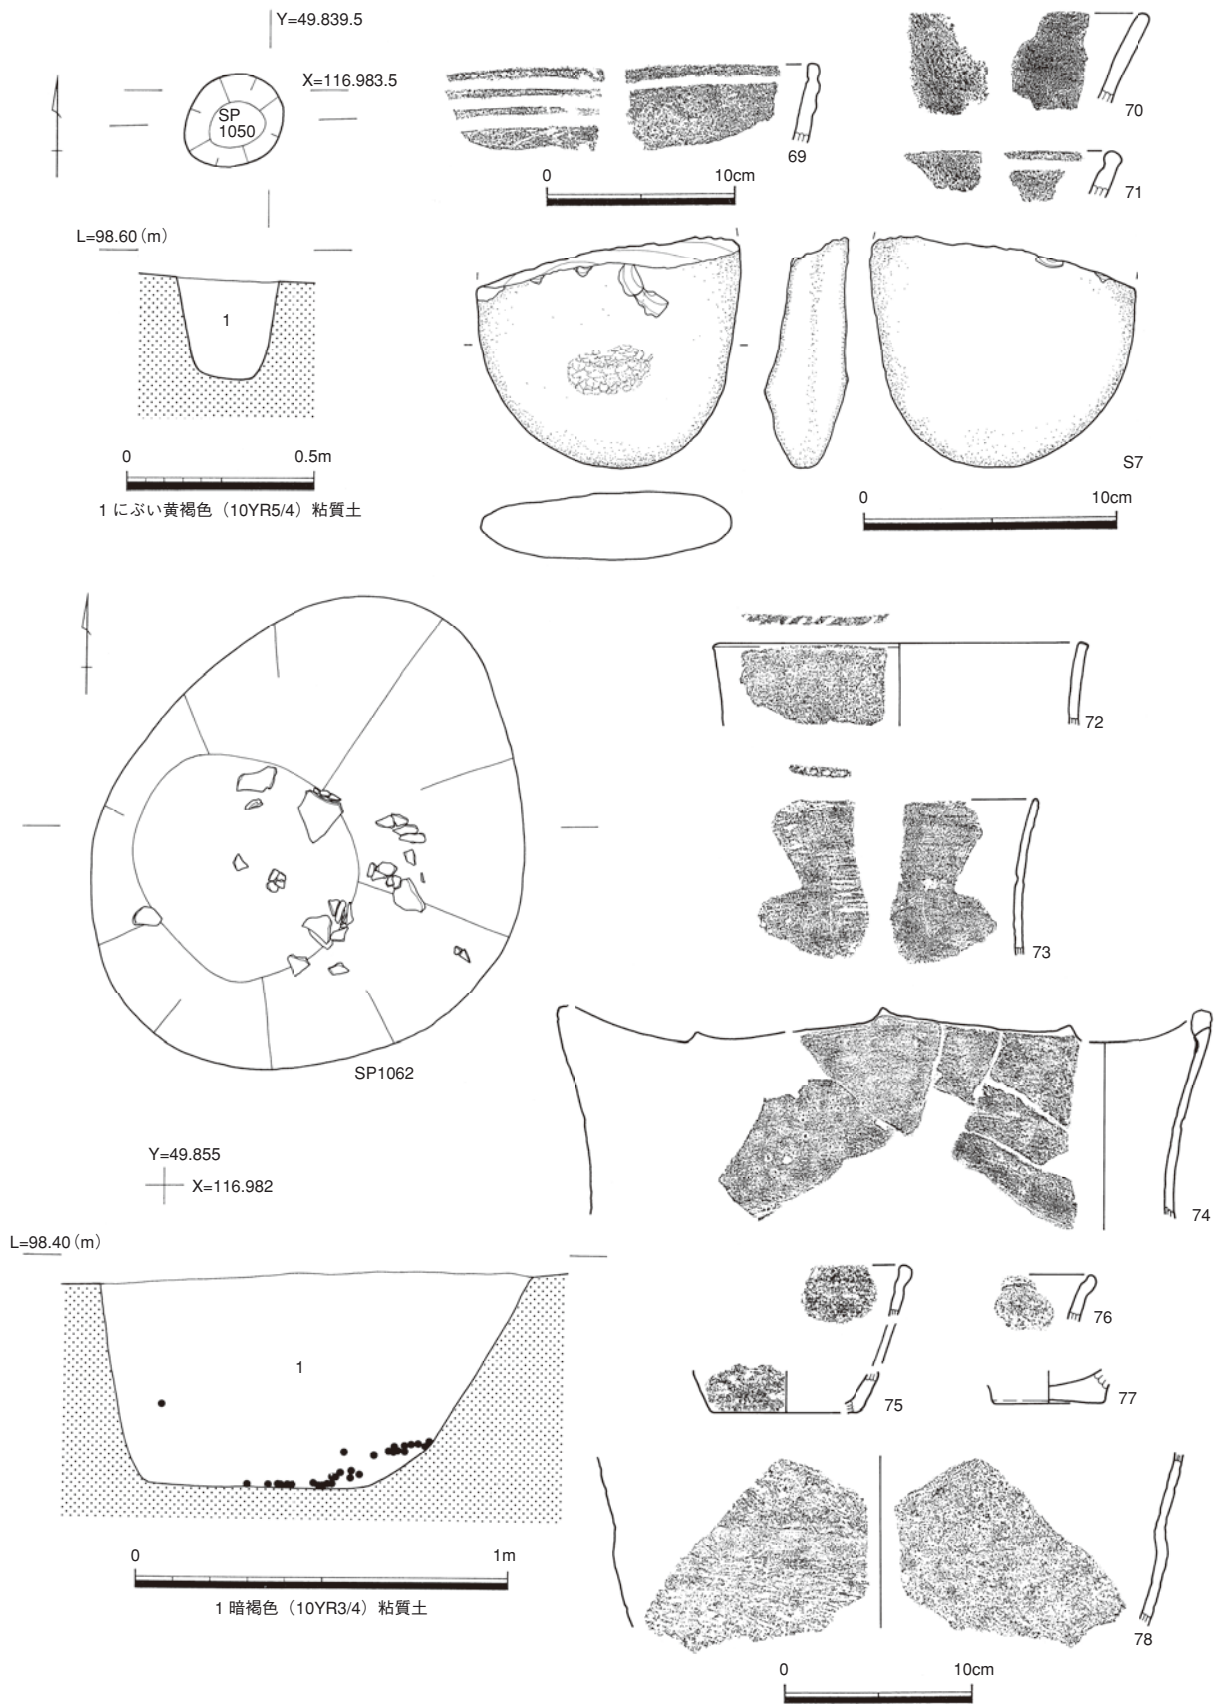 Y=49.839.5
X=116.983.5
SP
1050
L=98.60(m)
1
0 0.5m
1 にぶい黄褐色（10YR5/4）粘質土
69
0 10cm
70
71
S7
0 10cm
SP1062
Y=49.855
X=116.982
L=98.40(m)
1
0 1m
1 暗褐色（10YR3/4）粘質土
72
73
74
75
76
77
78
0 10cm